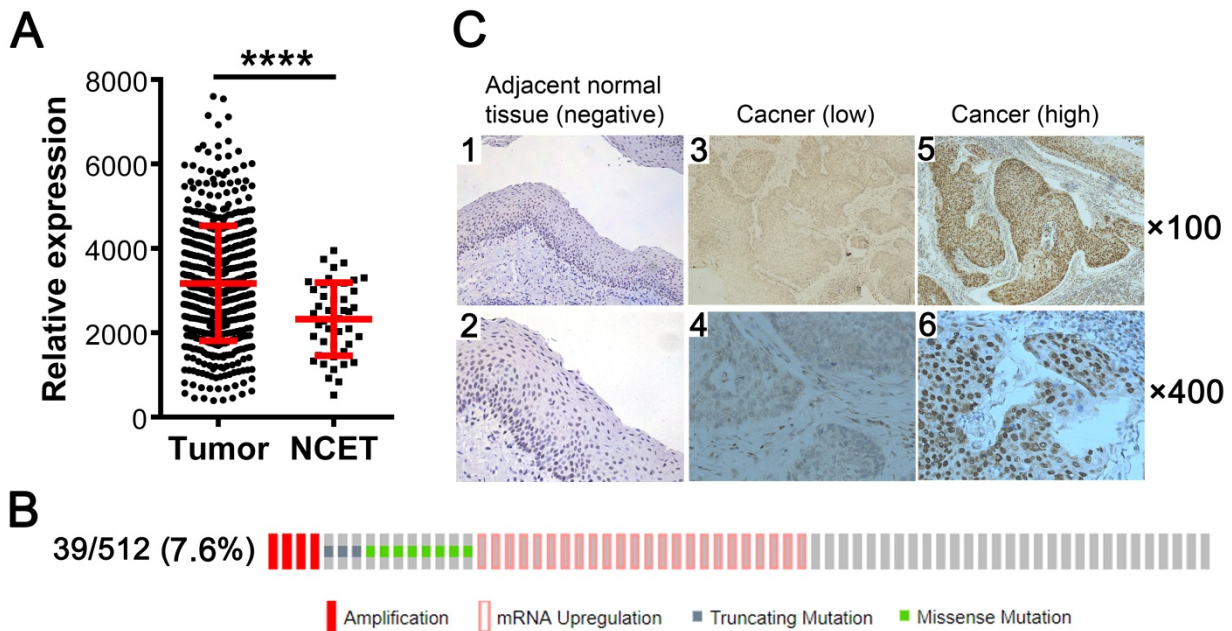 A
****
8000
6000
4000
2000
0
Relative expression
Tumor NCET
C
Adjacent normal
tissue (negative)
Cacner (low)
Cancer (high)
1
3
5
×100
2
4
6
×400
B
39/512 (7.6%)
Amplification
mRNA Upregulation
Truncating Mutation
Missense Mutation